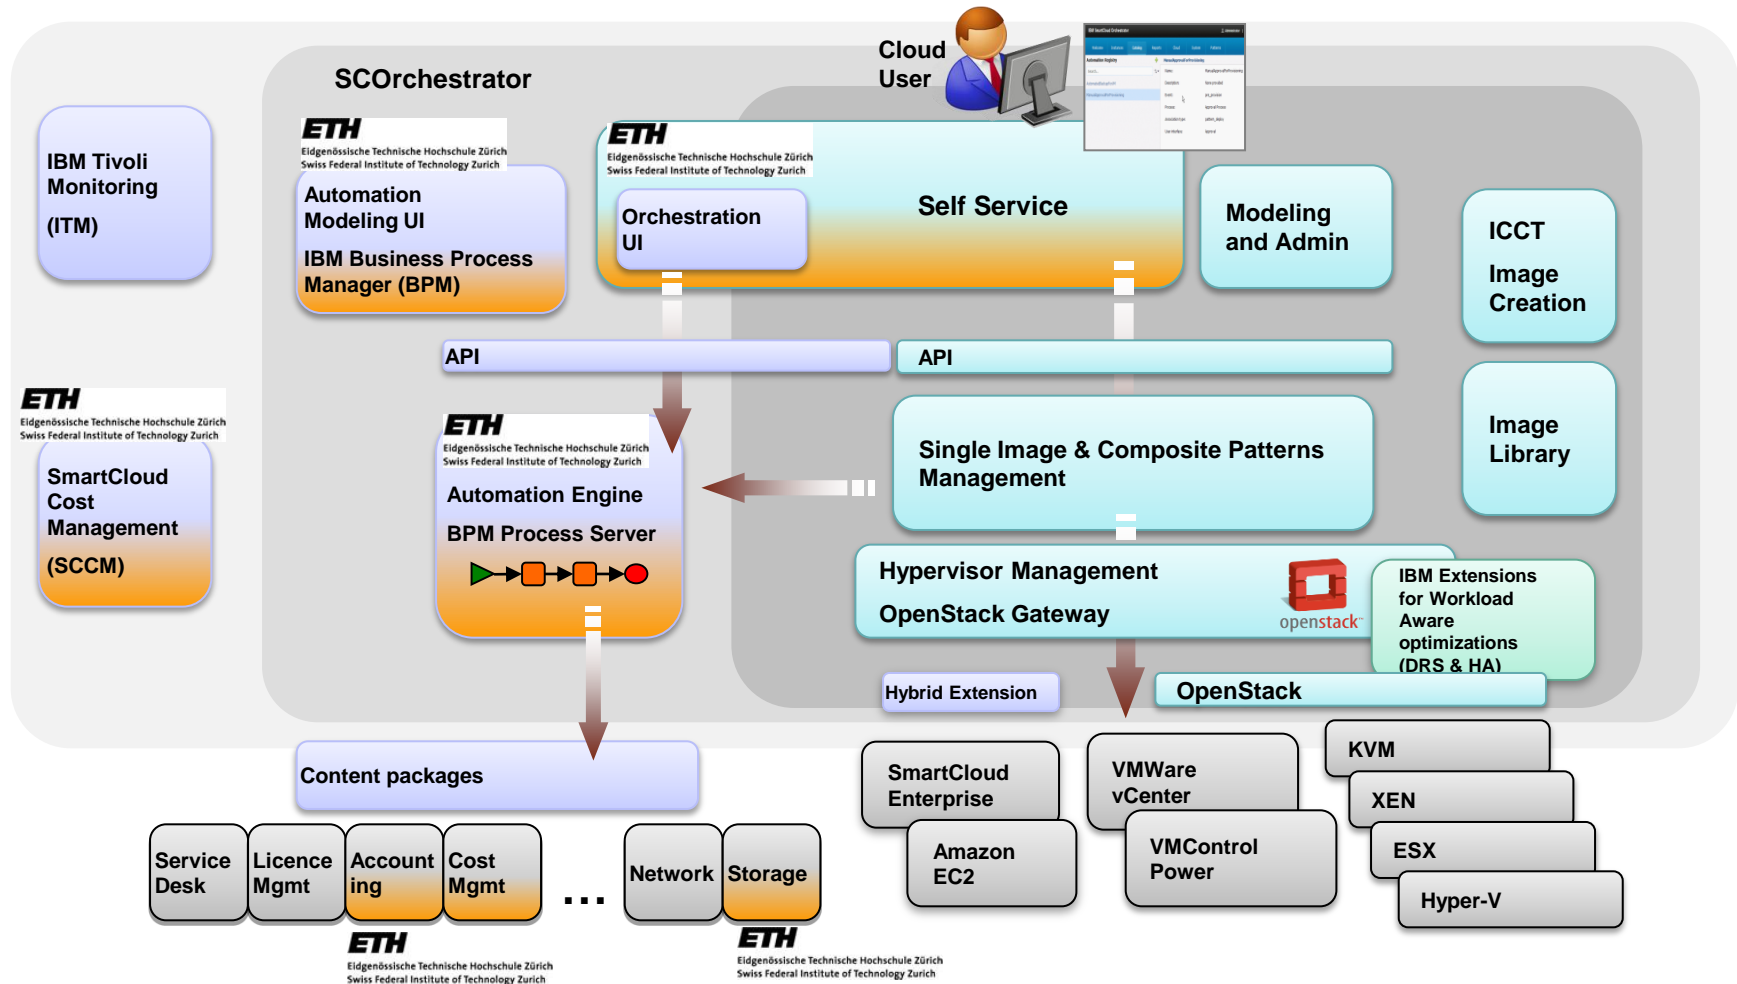 Cloud
User
IBM SmartCloud Orchestrator
SCOrchestrator
IBM Tivoli
Monitoring
(ITM)
ETH
Eidgenössische Technische Hochschule Zürich
Swiss Federal Institute of Technology Zurich
Automation
Modeling UI
IBM Business Process
Manager (BPM)
ETH
Eidgenössische Technische Hochschule Zürich
Swiss Federal Institute of Technology Zurich
Orchestration
UI
Self Service
Modeling
and Admin
ICCT
Image
Creation
API
API
Image
Library
ETH
Eidgenössische Technische Hochschule Zürich
Swiss Federal Institute of Technology Zurich
SmartCloud
Cost
Management
(SCCM)
ETH
Eidgenössische Technische Hochschule Zürich
Swiss Federal Institute of Technology Zurich
Automation Engine
BPM Process Server
Single Image & Composite Patterns
Management
Hypervisor Management
OpenStack Gateway
openstack
IBM Extensions
for Workload
Aware
optimizations
(DRS & HA)
Hybrid Extension
OpenStack
Content packages
SmartCloud
Enterprise
Amazon
EC2
VMWare
vCenter
VMControl
Power
KVM
XEN
ESX
Hyper-V
Service
Desk
Licence
Mgmt
Account
ing
Cost
Mgmt
...
Network
Storage
ETH
Eidgenössische Technische Hochschule Zürich
Swiss Federal Institute of Technology Zurich
ETH
Eidgenössische Technische Hochschule Zürich
Swiss Federal Institute of Technology Zurich